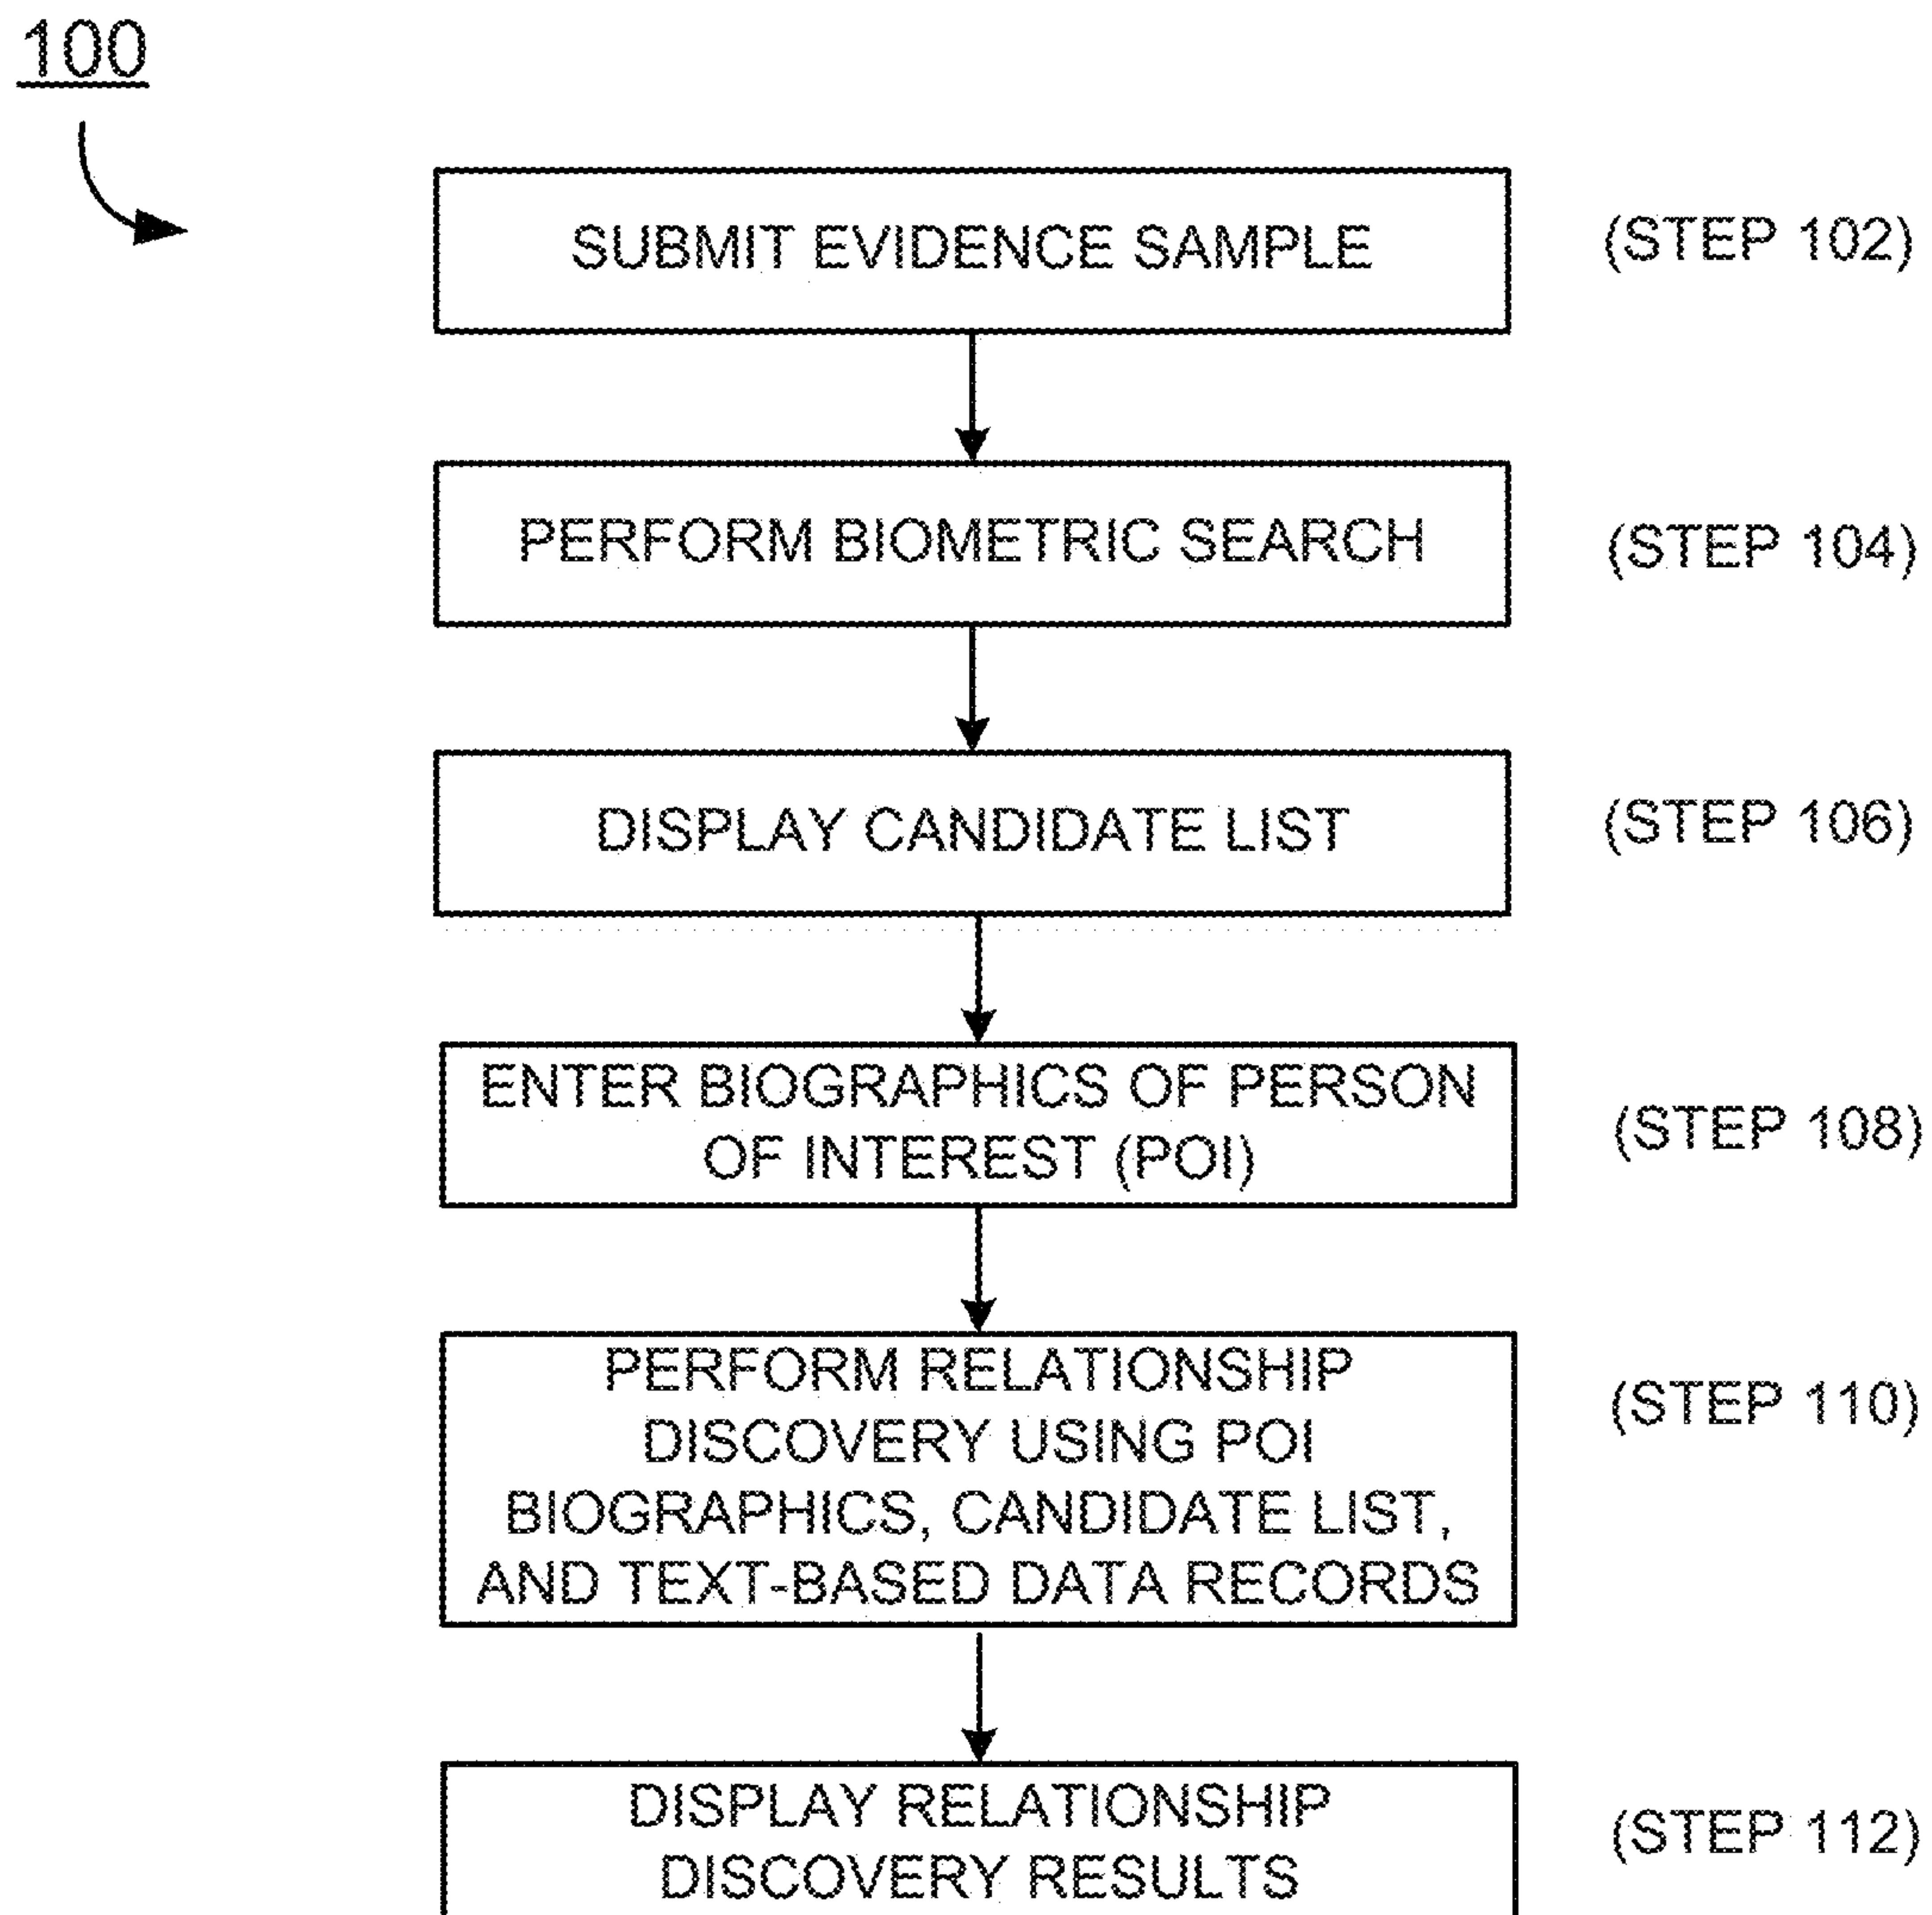 100
SUBMIT EVIDENCE SAMPLE
(STEP 102)
PERFORM BIOMETRIC SEARCH
(STEP 104)
DISPLAY CANDIDATE LIST
(STEP 106)
ENTER BIOGRAPHICS OF PERSON
OF INTEREST (POI)
(STEP 108)
PERFORM RELATIONSHIP
DISCOVERY USING POI
BIOGRAPHICS, CANDIDATE LIST,
AND TEXT-BASED DATA RECORDS
(STEP 110)
DISPLAY RELATIONSHIP
DISCOVERY RESULTS
(STEP 112)